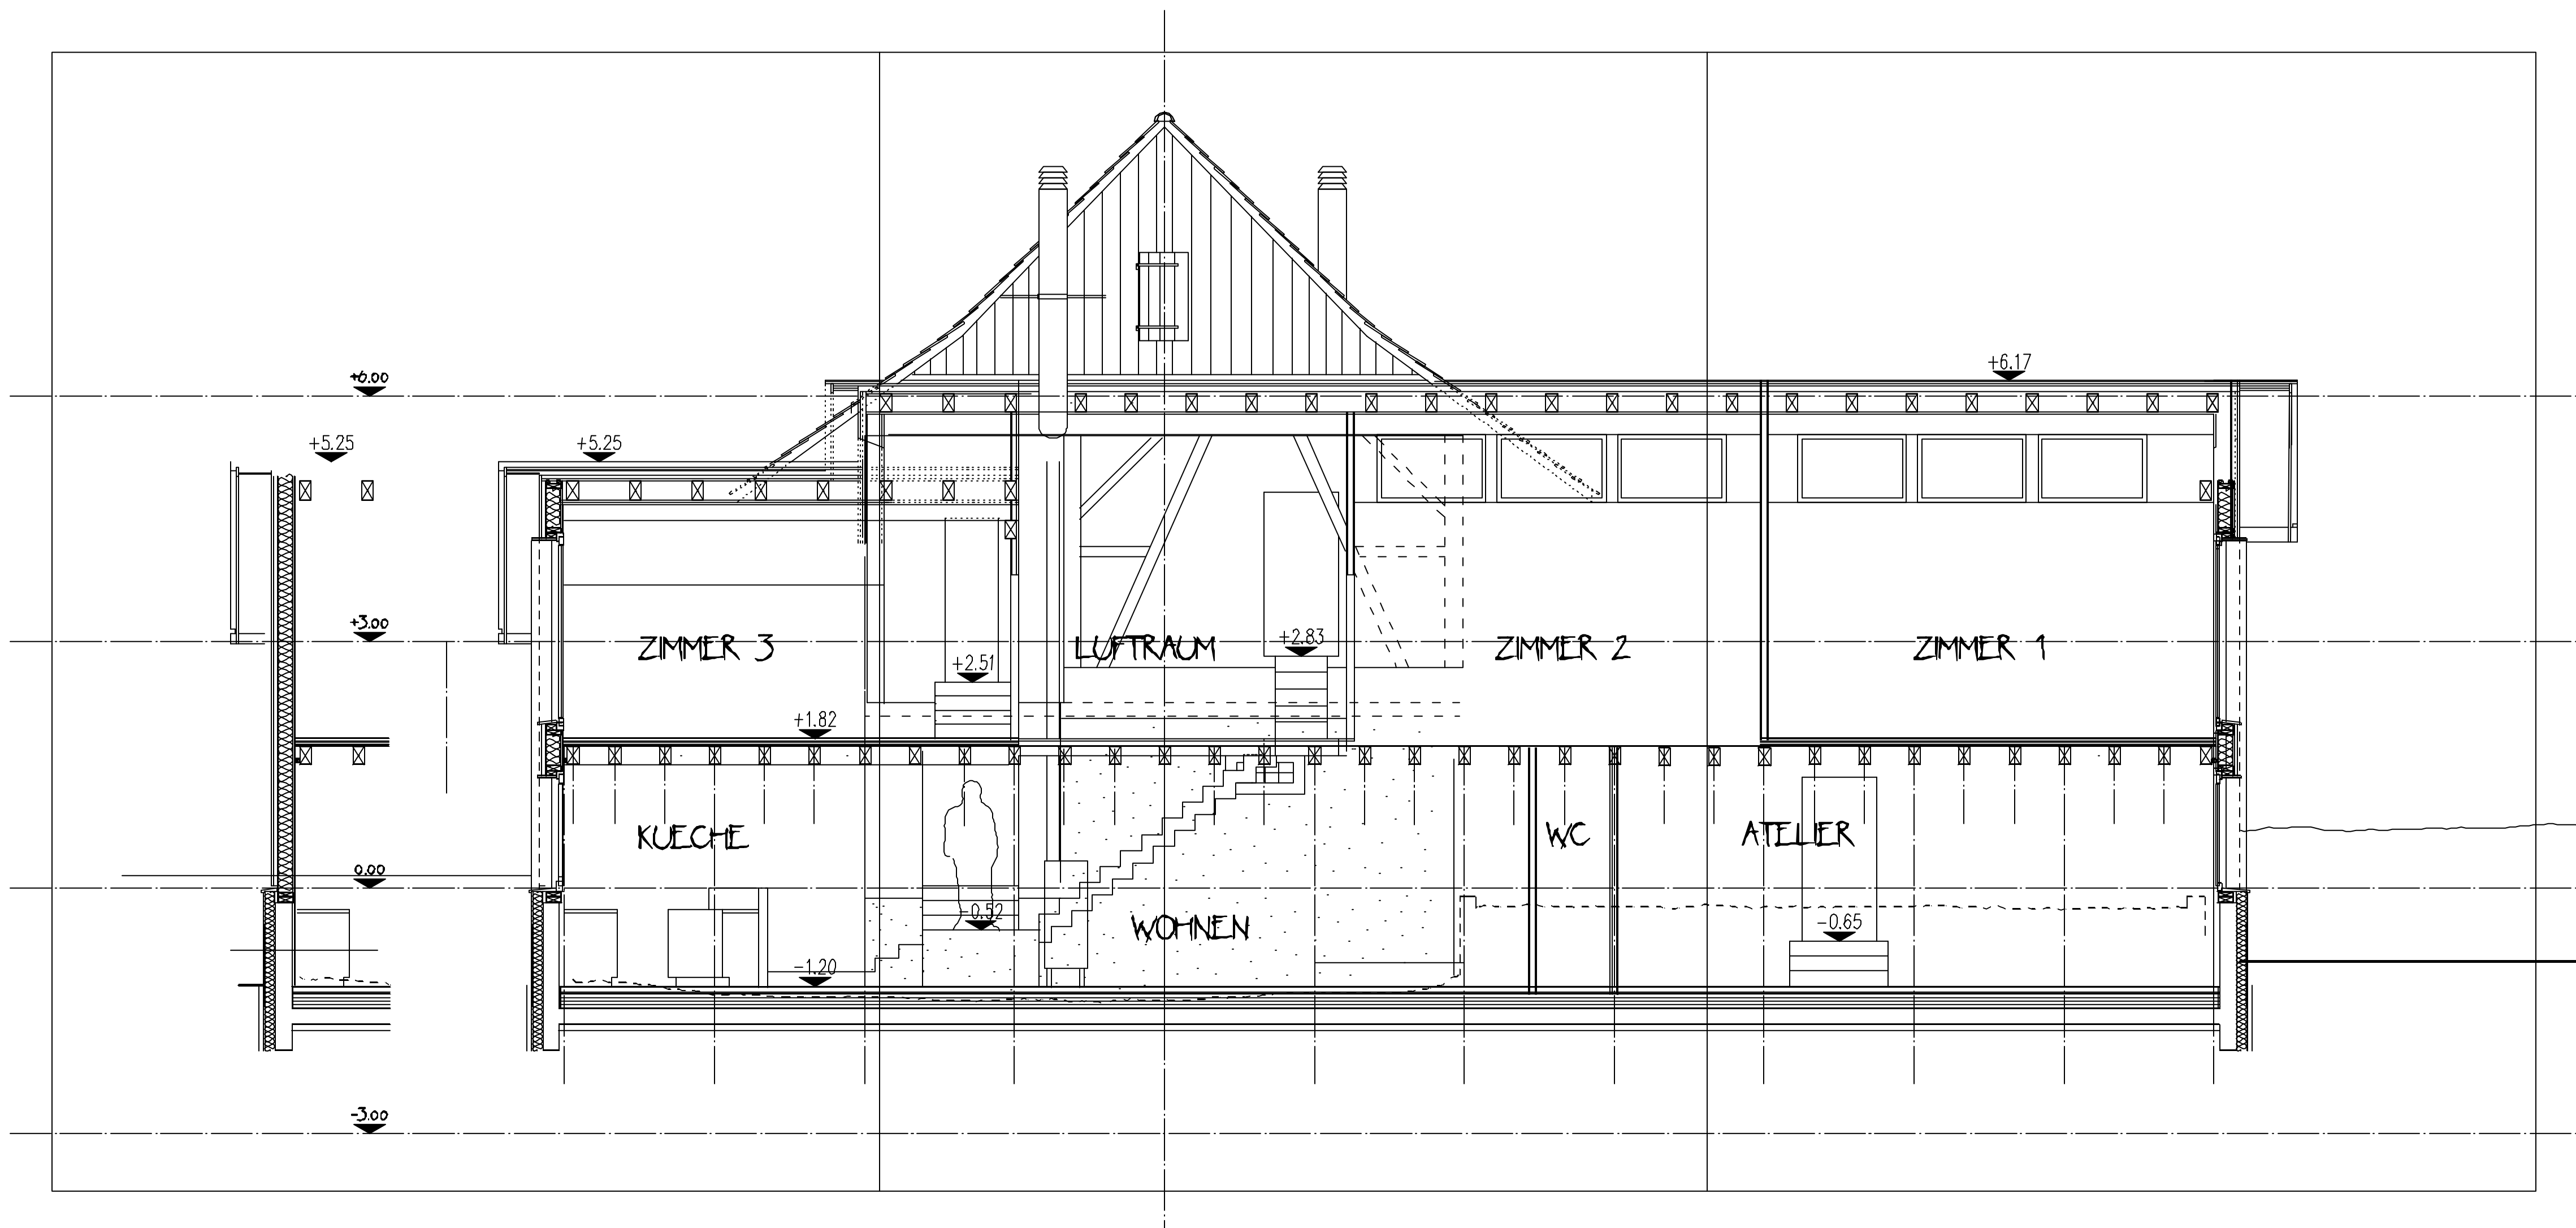 +6.00
+6.17
+5.25
+5.25
+3.00
ZIMMER 3
LUFTRAUM
+2.83
ZIMMER 2
ZIMMER 1
+2.51
+1.82
KUECHE
WC
ATELIER
0.00
-0.52
WOHNEN
-0.65
-1.20
-3.00